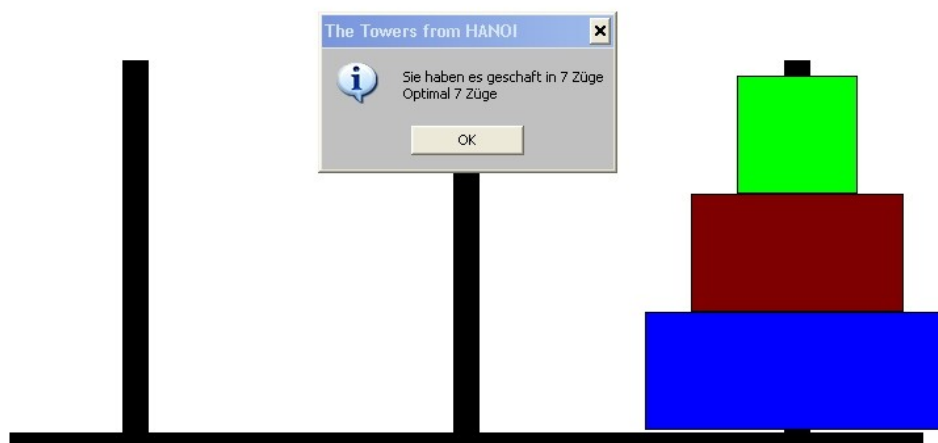 The Towers from HANOI
Sie haben es geschaft in 7 Züge
Optimal 7 Züge
OK